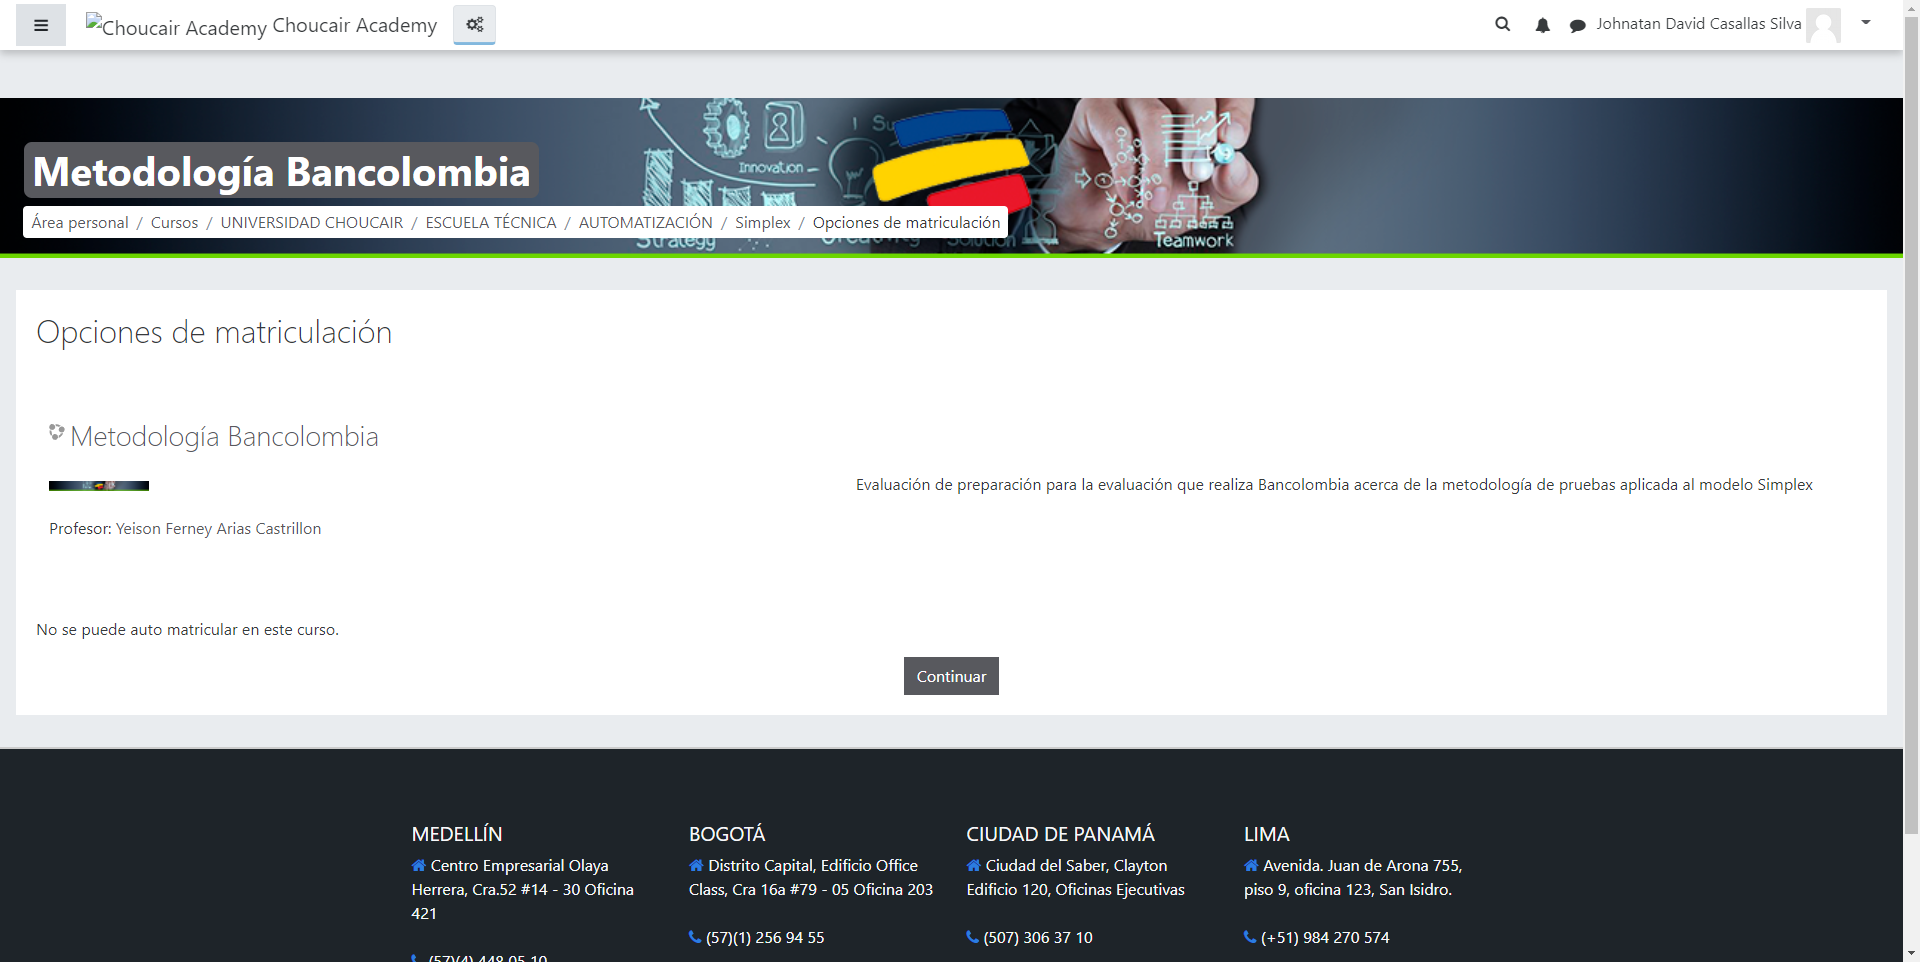 Choucair Academy Choucair Academy
Johnatan David Casallas Silva
Innovation
Metodología Bancolombia
Área personal / Cursos / UNIVERSIDAD CHOUCAIR / ESCUELA TÉCNICA / AUTOMATIZACIÓN / Simplex / Opciones de matriculación
Strategy
Solution
Teamwork
Opciones de matriculación
Metodología Bancolombia
Evaluación de preparación para la evaluación que realiza Bancolombia acerca de la metodología de pruebas aplicada al modelo Simplex
Profesor: Yeison Ferney Arias Castrillon
No se puede auto matricular en este curso.
Continuar
MEDELLÍN
Centro Empresarial Olaya
Herrera, Cra.52 #14 - 30 Oficina
421
(57)(4) 448 05 10
BOGOTÁ
Distrito Capital, Edificio Office
Class, Cra 16a #79 - 05 Oficina 203
(57)(1) 256 94 55
CIUDAD DE PANAMÁ
Ciudad del Saber, Clayton
Edificio 120, Oficinas Ejecutivas
(507) 306 37 10
LIMA
Avenida. Juan de Arona 755,
piso 9, oficina 123, San Isidro.
(+51) 984 270 574